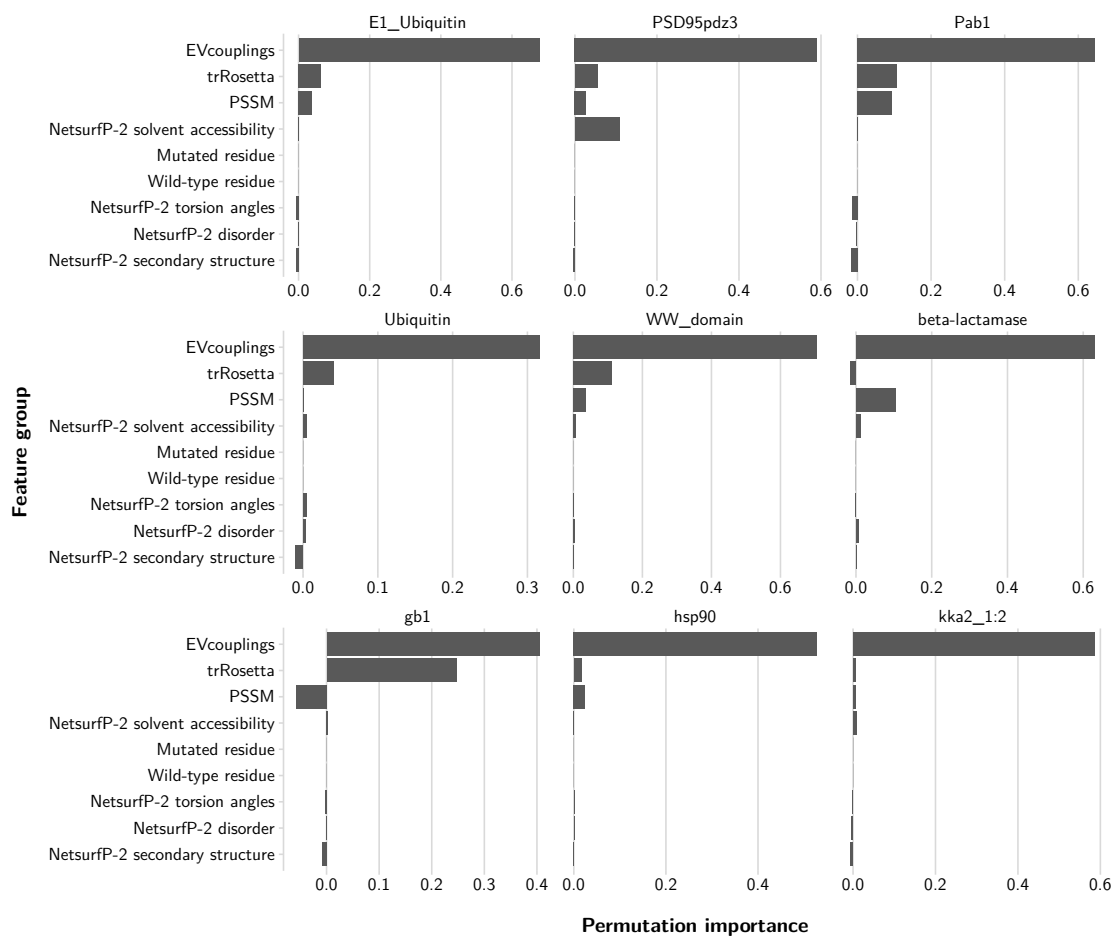 E1_Ubiquitin PSD95pdz3 Pab1
EVcouplings
trRosetta
PSSM
NetsurfP-2 solvent accessibility
Mutated residue
Wild-type residue
NetsurfP-2 torsion angles
NetsurfP-2 disorder
NetsurfP-2 secondary structure
0.0 0.2 0.4 0.6 0.0 0.2 0.4 0.6 0.0 0.2 0.4 0.6
Ubiquitin WW_domain beta-lactamase
EVcouplings
trRosetta
PSSM
NetsurfP-2 solvent accessibility
Mutated residue
Wild-type residue
NetsurfP-2 torsion angles
NetsurfP-2 disorder
NetsurfP-2 secondary structure
0.0 0.1 0.2 0.3 0.0 0.2 0.4 0.6 0.0 0.2 0.4 0.6
Feature group
gb1 hsp90 kka2_1:2
EVcouplings
trRosetta
PSSM
NetsurfP-2 solvent accessibility
Mutated residue
Wild-type residue
NetsurfP-2 torsion angles
NetsurfP-2 disorder
NetsurfP-2 secondary structure
0.0 0.1 0.2 0.3 0.4 0.0 0.2 0.4 0.0 0.2 0.4 0.6
Permutation importance